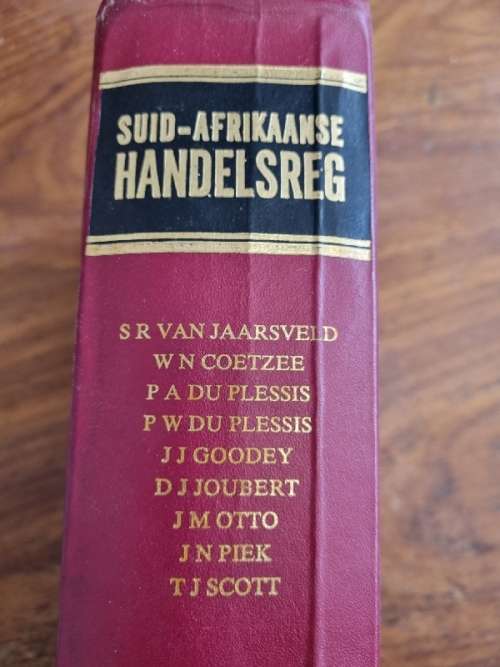 SUID-AFRIKAANSE
HANDELSREG
S R VAN JAARSVELD
W N COETZEE
P A DU PLESSIS
P W DU PLESSIS
J J GOODEY
D J JOUBERT
J M OTTO
J N PIEK
T J SCOTT